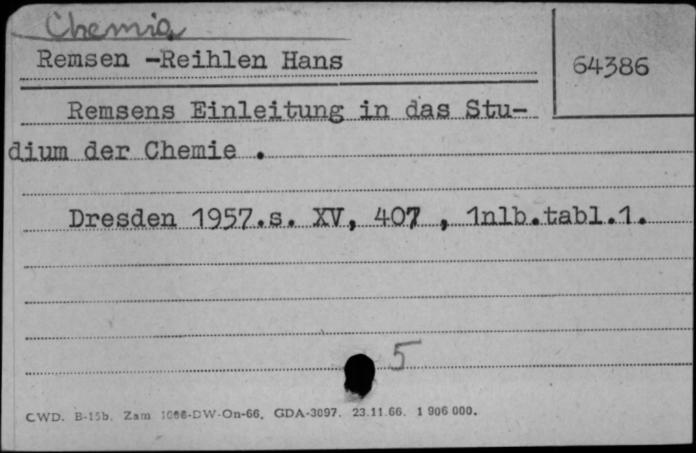 Chemia
Remsen -Reihlen Hans
64386
Remsens Einleitung in das Stu-
dium der Chemie .
Dresden 1957.s. XV, 407 , 1nlb.tabl.1.
5
CWD. B-15b. Zam 1066-DW-On-66, GDA-3097. 23.11.66. 1 906 000.